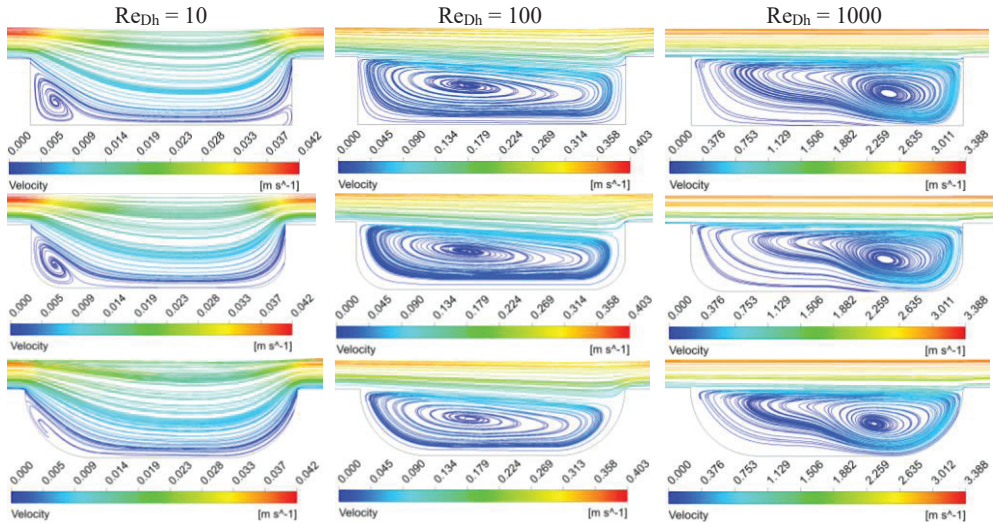 Re_Dh = 10 Re_Dh = 100 Re_Dh = 1000
0.000 0.005 0.009 0.014 0.019 0.023 0.028 0.033 0.037 0.042
Velocity [m s^-1]
0.000 0.045 0.090 0.134 0.179 0.224 0.269 0.314 0.358 0.403
Velocity [m s^-1]
0.000 0.376 0.753 1.129 1.506 1.882 2.259 2.635 3.011 3.388
Velocity [m s^-1]
0.000 0.005 0.009 0.014 0.019 0.023 0.028 0.033 0.037 0.042
Velocity [m s^-1]
0.000 0.045 0.090 0.134 0.179 0.224 0.269 0.314 0.358 0.403
Velocity [m s^-1]
0.000 0.376 0.753 1.129 1.506 1.882 2.259 2.635 3.011 3.388
Velocity [m s^-1]
0.000 0.005 0.009 0.014 0.019 0.023 0.028 0.033 0.037 0.042
Velocity [m s^-1]
0.000 0.045 0.090 0.134 0.179 0.224 0.269 0.313 0.358 0.403
Velocity [m s^-1]
0.000 0.376 0.753 1.129 1.506 1.882 2.259 2.635 3.012 3.388
Velocity [m s^-1]